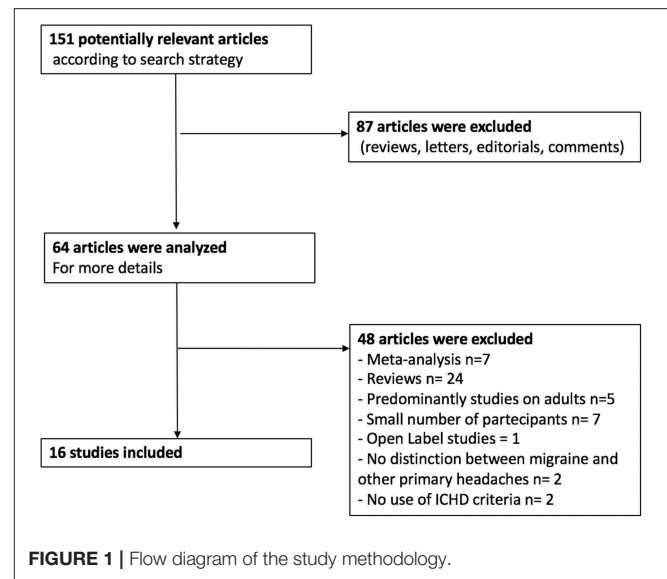 151 potentially relevant articles
according to search strategy
87 articles were excluded
(reviews, letters, editorials, comments)
64 articles were analyzed
For more details
48 articles were excluded
- Meta-analysis n=7
- Reviews n= 24
- Predominantly studies on adults n=5
- Small number of partecipants n= 7
- Open Label studies = 1
- No distinction between migraine and
other primary headaches n= 2
- No use of ICHD criteria n= 2
16 studies included
FIGURE 1 | Flow diagram of the study methodology.